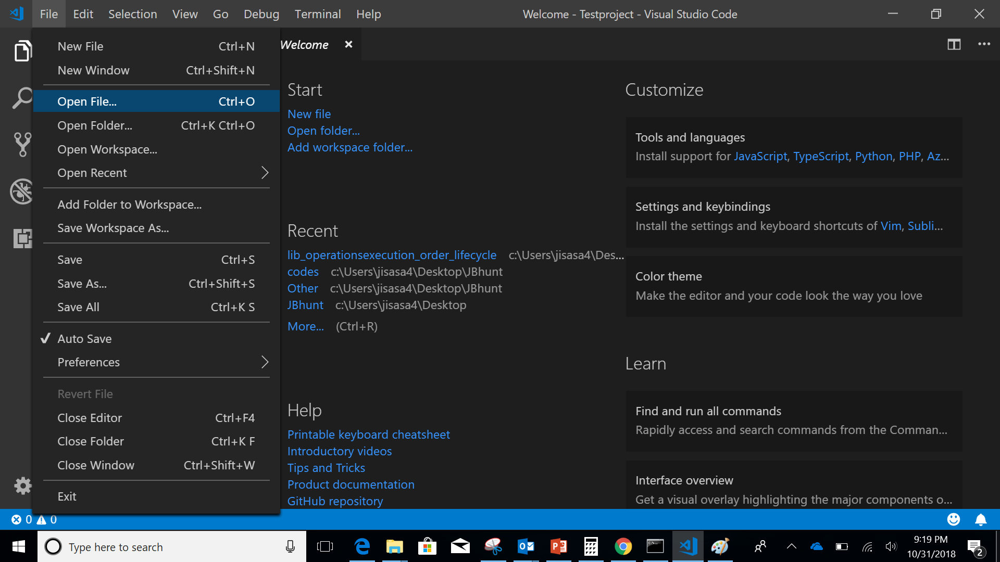 File Edit Selection View Go Debug Terminal Help
Welcome - Testproject - Visual Studio Code
New File Ctrl+N
New Window Ctrl+Shift+N
Open File... Ctrl+O
Open Folder... Ctrl+K Ctrl+O
Open Workspace...
Open Recent
Add Folder to Workspace...
Save Workspace As...
Save Ctrl+S
Save As... Ctrl+Shift+S
Save All Ctrl+K S
Auto Save
Preferences
Revert File
Close Editor Ctrl+F4
Close Folder Ctrl+K F
Close Window Ctrl+Shift+W
Exit
Welcome
Start
New file
Open folder...
Add workspace folder...
Recent
lib_operationsexecution_order_lifecycle c:\Users\jisasa4\Des...
codes c:\Users\jisasa4\Desktop\JBhunt
Other c:\Users\jisasa4\Desktop\JBhunt
JBhunt c:\Users\jisasa4\Desktop
More... (Ctrl+R)
Help
Printable keyboard cheatsheet
Introductory videos
Tips and Tricks
Product documentation
GitHub repository
Customize
Tools and languages
Install support for JavaScript, TypeScript, Python, PHP, Az...
Settings and keybindings
Install the settings and keyboard shortcuts of Vim, Subli...
Color theme
Make the editor and your code look the way you love
Learn
Find and run all commands
Rapidly access and search commands from the Comman...
Interface overview
Get a visual overlay highlighting the major components o...
0 0
Type here to search
9:19 PM
10/31/2018
2